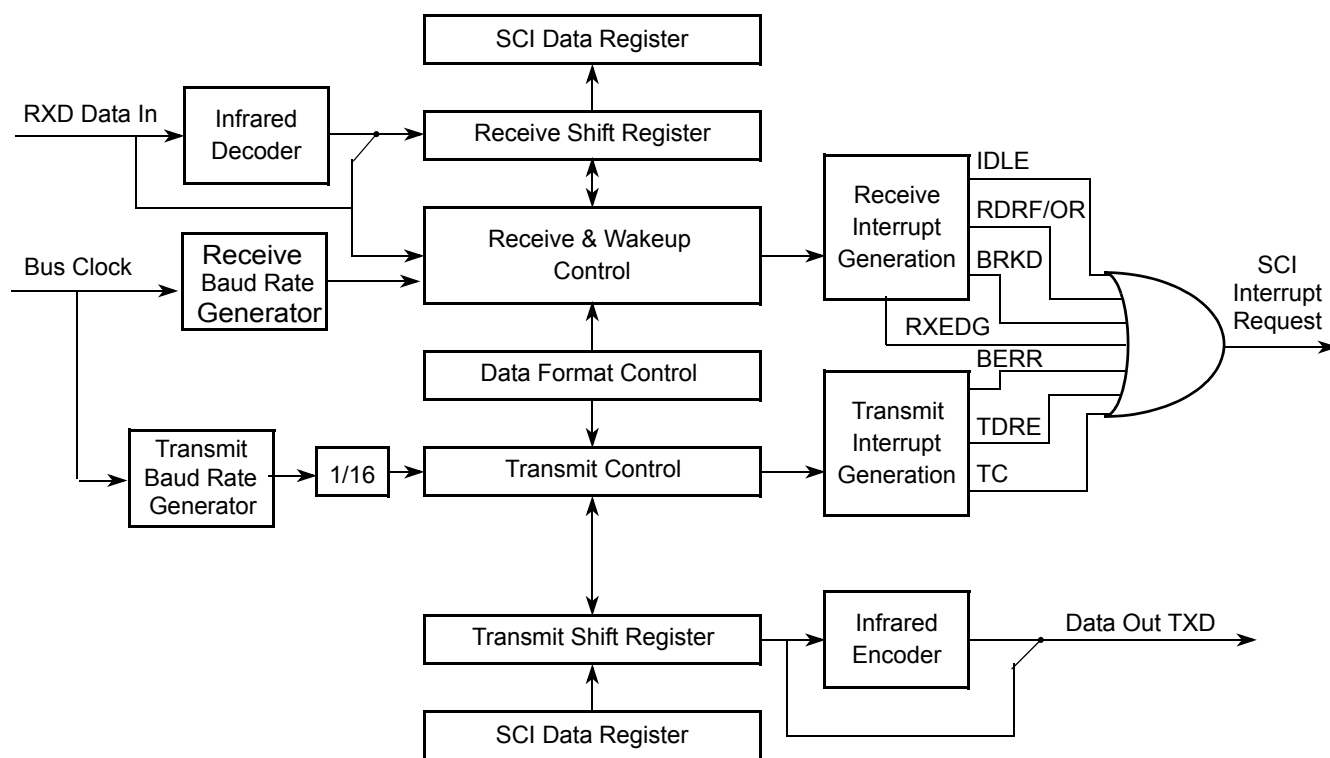 SCI Data Register
RXD Data In
Infrared
Decoder
Receive Shift Register
IDLE
Receive
Interrupt
Generation
RDRF/OR
BRKD
RXEDG
Receive & Wakeup
Control
Bus Clock
Receive
Baud Rate
Generator
SCI
Interrupt
Request
Data Format Control
BERR
Transmit
Interrupt
Generation
TDRE
TC
Transmit
Baud Rate
Generator
1/16
Transmit Control
Transmit Shift Register
Infrared
Encoder
Data Out TXD
SCI Data Register